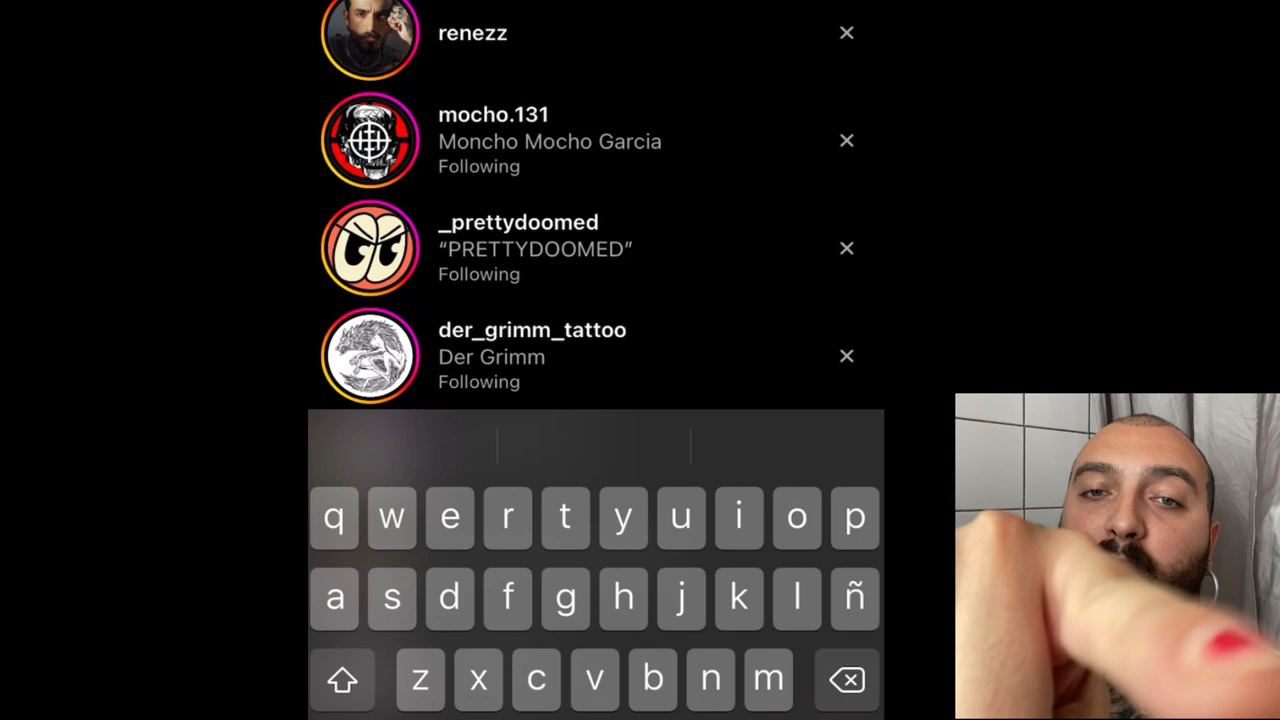 renezz
mocho.131
Moncho Mocho Garcia
Following
_prettydoomed
“PRETTYDOOMED”
Following
der_grimm_tattoo
Der Grimm
Following
q w e r t y u i o p
a s d f g h j k l ñ
z x c v b n m